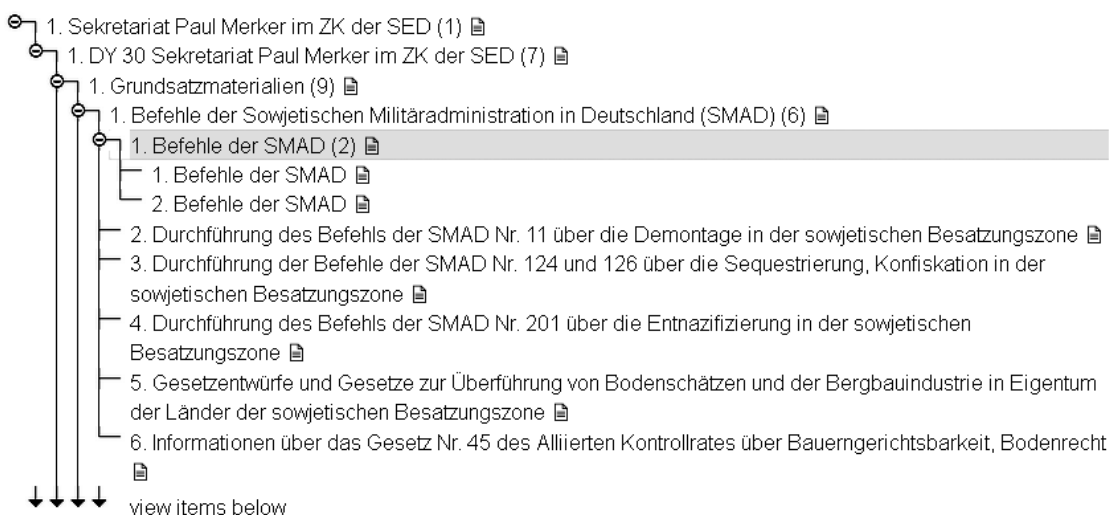 1. Sekretariat Paul Merker im ZK der SED (1)
1. DY 30 Sekretariat Paul Merker im ZK der SED (7)
1. Grundsatzmaterialien (9)
1. Befehle der Sowjetischen Militäradministration in Deutschland (SMAD) (6)
1. Befehle der SMAD (2)
1. Befehle der SMAD
2. Befehle der SMAD
2. Durchführung des Befehls der SMAD Nr. 11 über die Demontage in der sowjetischen Besatzungszone
3. Durchführung der Befehle der SMAD Nr. 124 und 126 über die Sequestrierung, Konfiskation in der
sowjetischen Besatzungszone
4. Durchführung des Befehls der SMAD Nr. 201 über die Entnazifizierung in der sowjetischen
Besatzungszone
5. Gesetzentwürfe und Gesetze zur Überführung von Bodenschätzen und der Bergbauindustrie in Eigentum
der Länder der sowjetischen Besatzungszone
6. Informationen über das Gesetz Nr. 45 des Alliierten Kontrollrates über Bauerngerichtsbarkeit, Bodenrecht
view items below